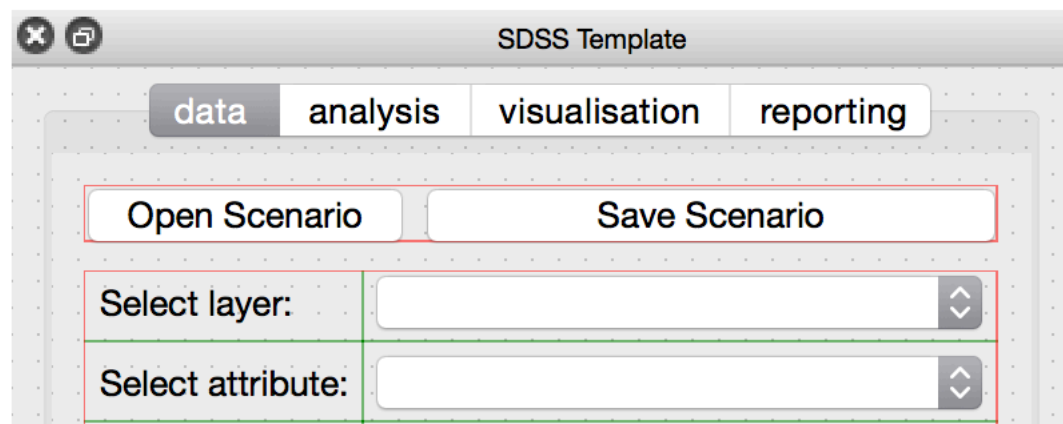 SDSS Template
data analysis visualisation reporting
Open Scenario Save Scenario
Select layer:
Select attribute: